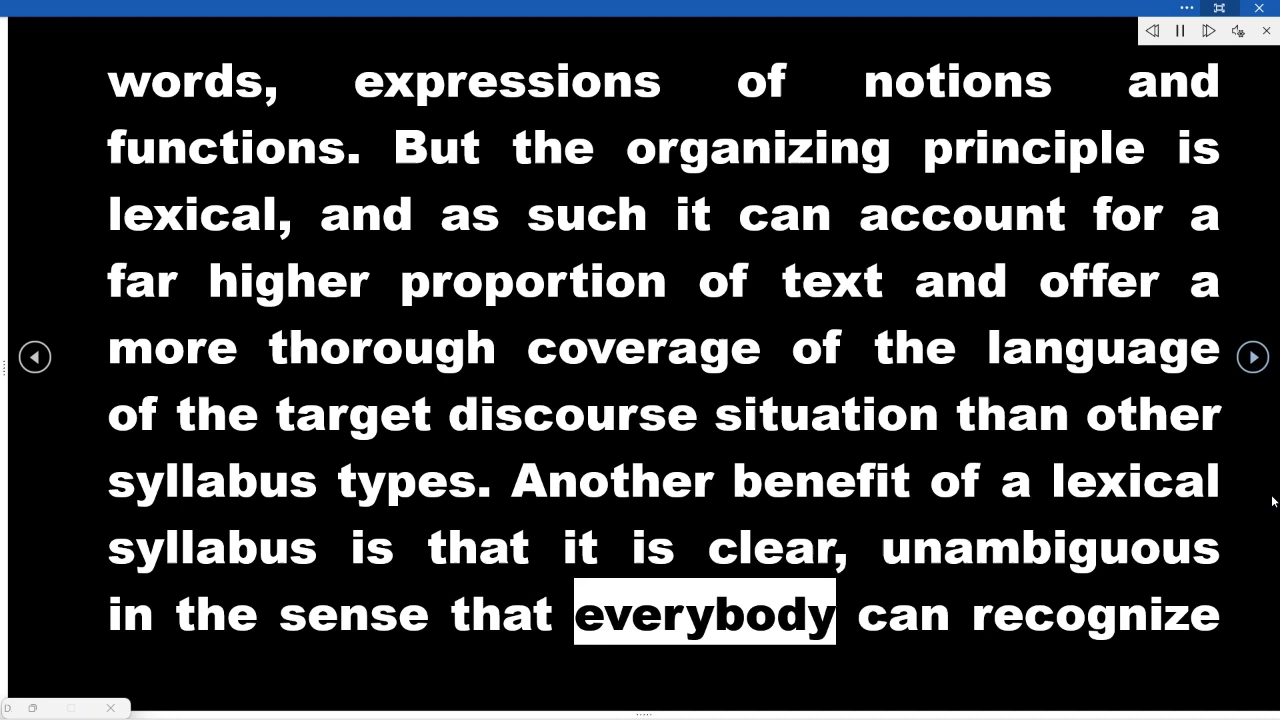 words, expressions of notions and
functions. But the organizing principle is
lexical, and as such it can account for a
far higher proportion of text and offer a
more thorough coverage of the language
of the target discourse situation than other
syllabus types. Another benefit of a lexical
syllabus is that it is clear, unambiguous
in the sense that everybody can recognize
D